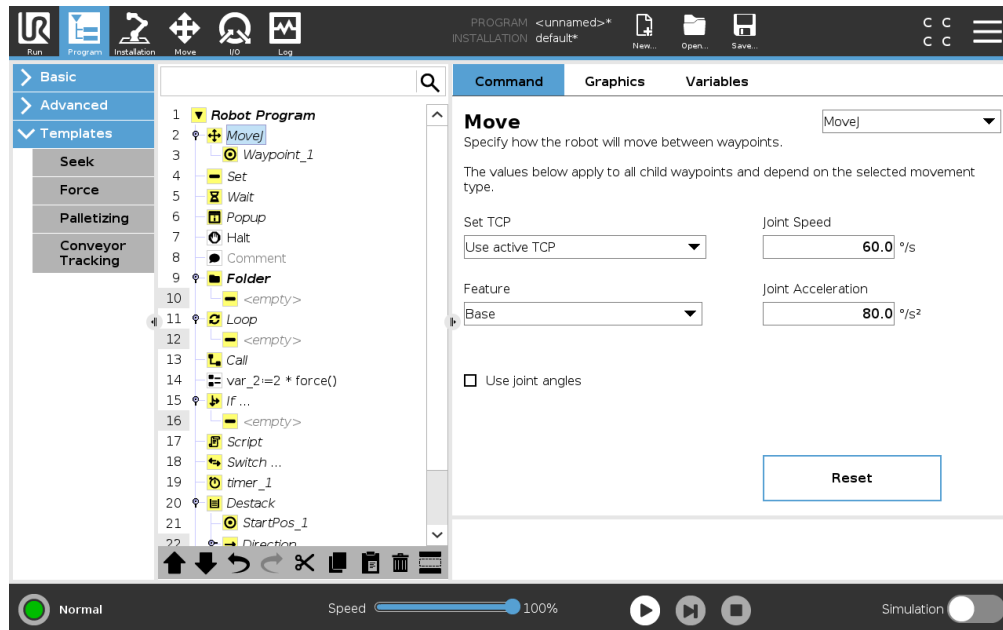 UR
Run
Program
Installation
Move
I/O
Log
PROGRAM <unnamed>*
INSTALLATION default*
New...
Open...
Save...
C C
C C
Basic
Advanced
Templates
Seek
Force
Palletizing
Conveyor
Tracking
1 Robot Program
2 MoveJ
3 Waypoint_1
4 Set
5 Wait
6 Popup
7 Halt
8 Comment
9 Folder
10 <empty>
11 Loop
12 <empty>
13 Call
14 var_2:=2 * force()
15 If ...
16 <empty>
17 Script
18 Switch ...
19 timer_1
20 Destack
21 StartPos_1
22 Direction
Command Graphics Variables
Move
MoveJ
Specify how the robot will move between waypoints.
The values below apply to all child waypoints and depend on the selected movement
type.
Set TCP
Joint Speed
Use active TCP
60.0 °/s
Feature
Joint Acceleration
Base
80.0 °/s²
Use joint angles
Reset
Normal
Speed 100%
Simulation